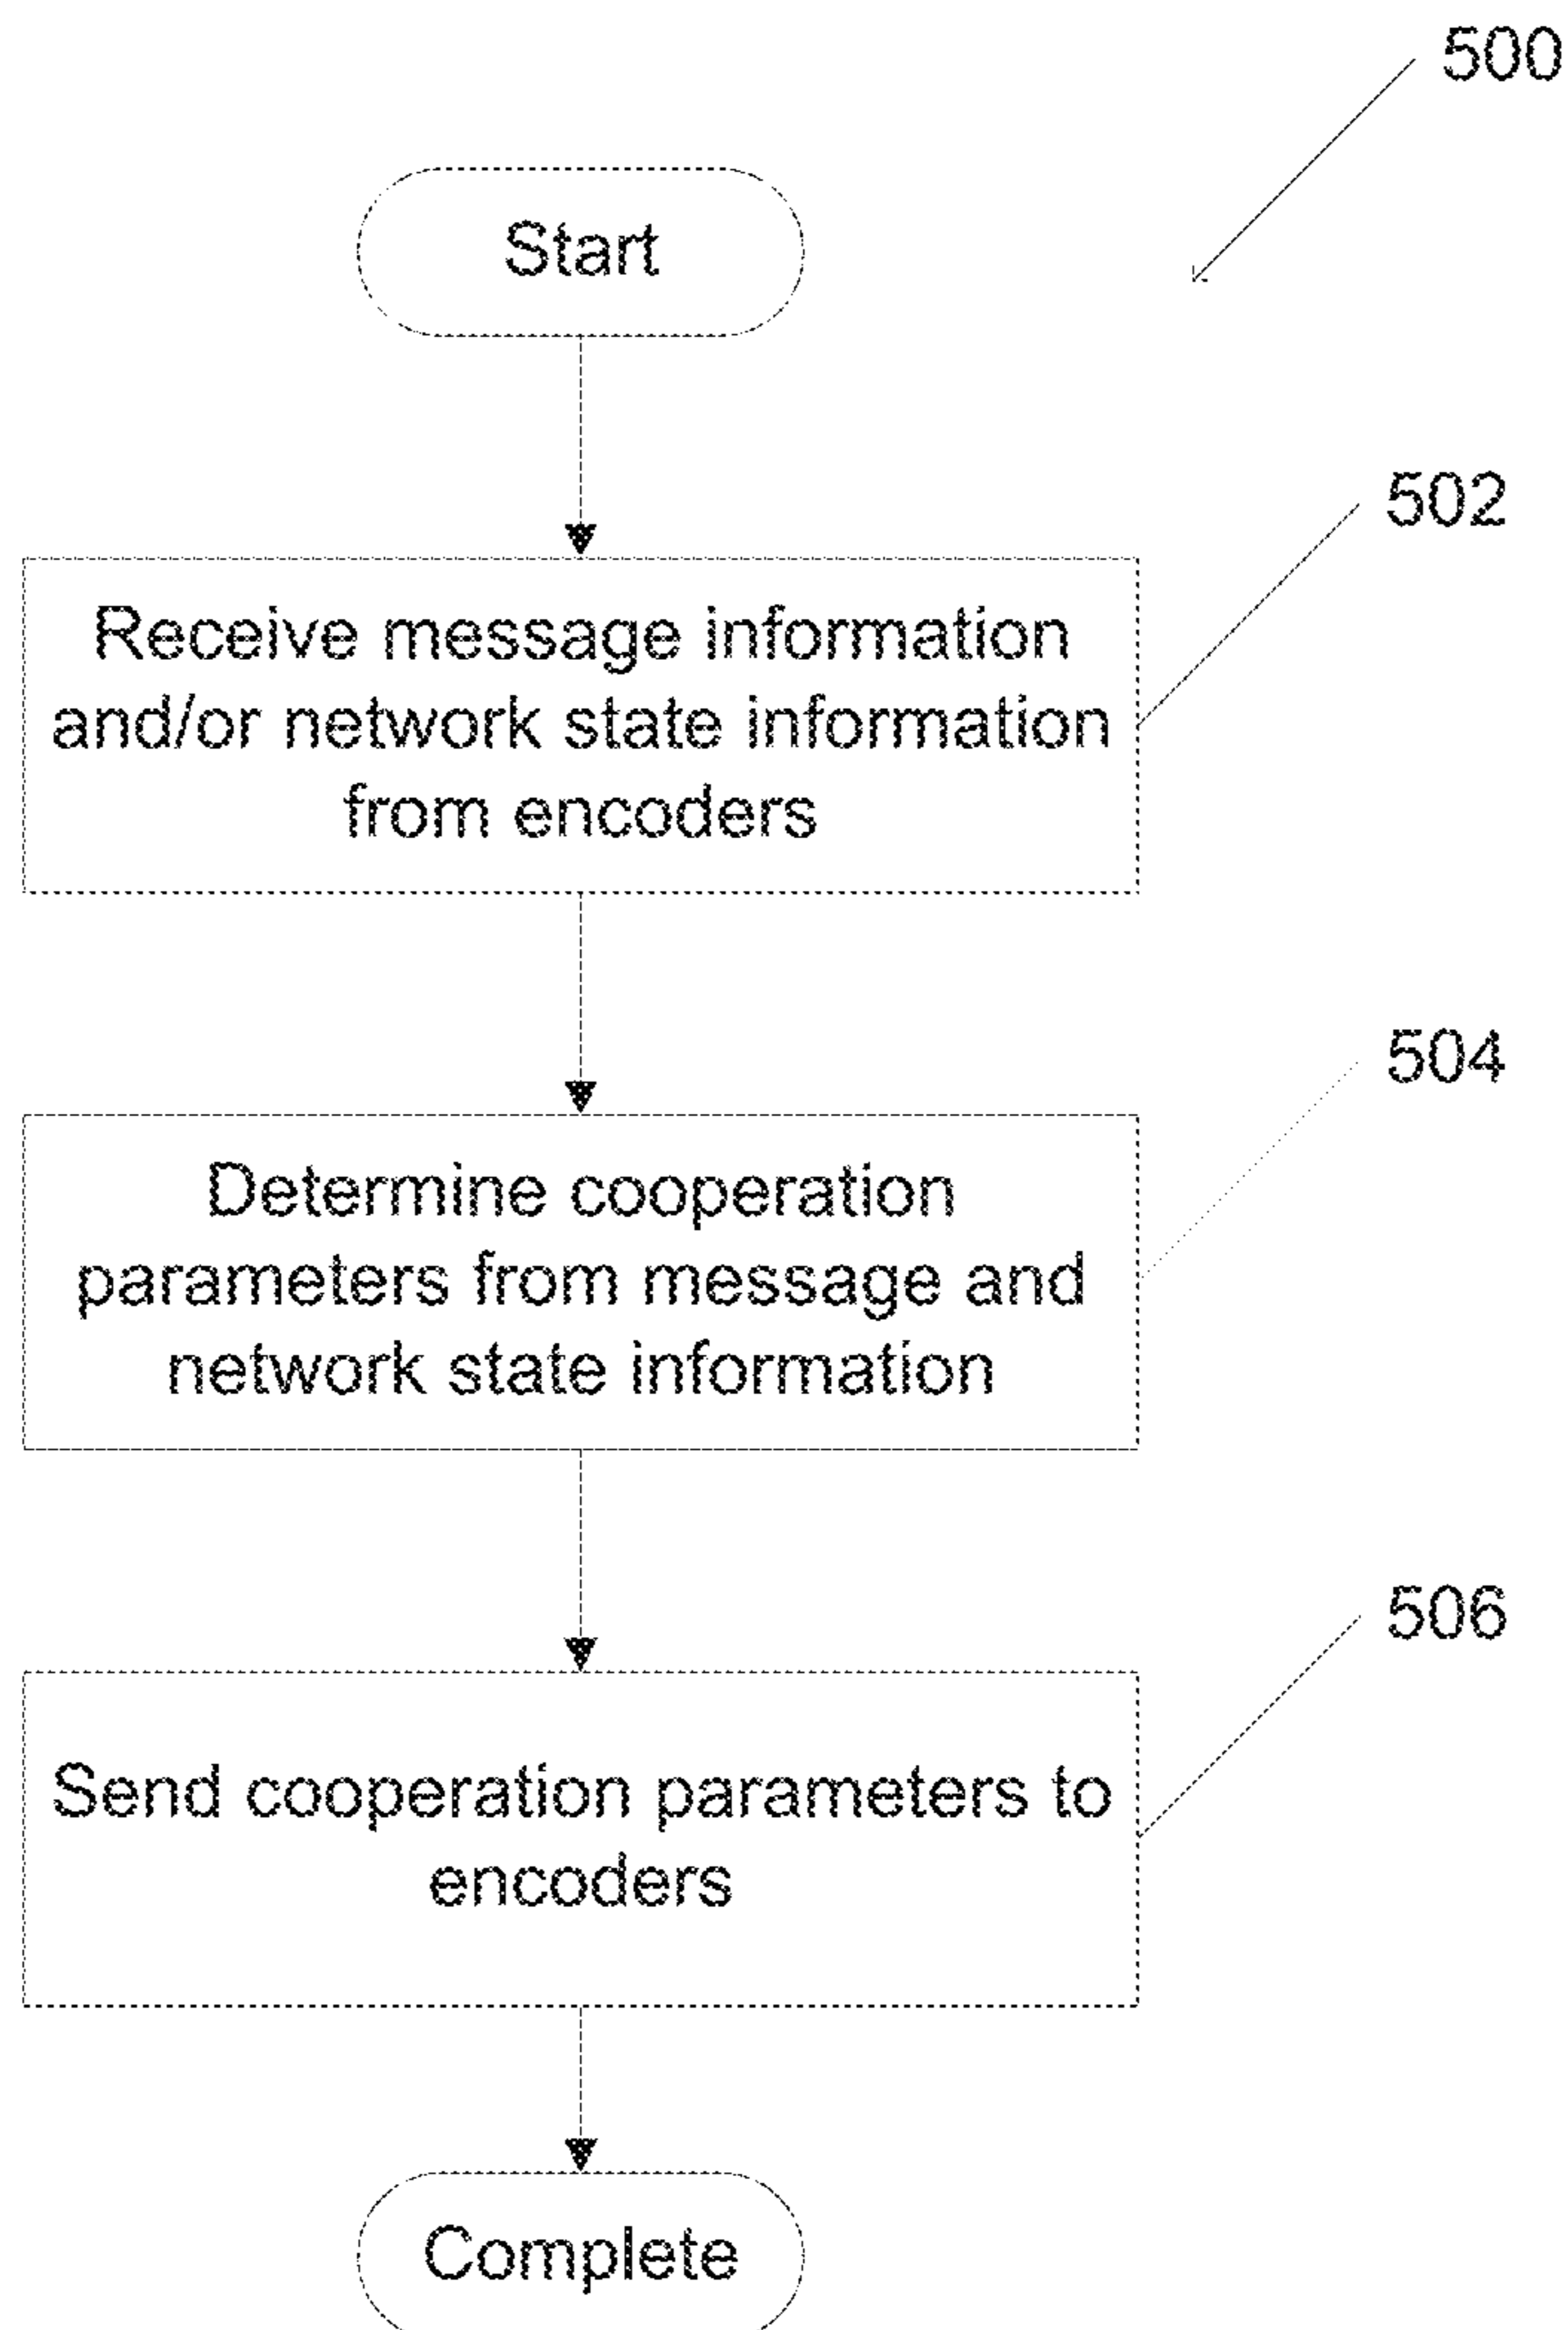 500
Start
502
Receive message information
and/or network state information
from encoders
504
Determine cooperation
parameters from message and
network state information
506
Send cooperation parameters to
encoders
Complete